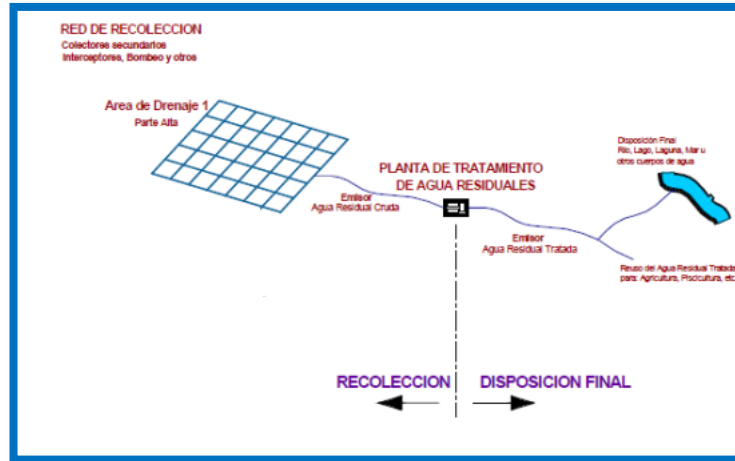 RED DE RECOLECCION
Colectores secundarios
Interceptores, Bombeo y otros
Area de Drenaje 1
Parte Alta
PLANTA DE TRATAMIENTO
DE AGUA RESIDUALES
Emisor
Agua Residual Cruda
Emisor
Agua Residual Tratada
Disposición Final
Rio, Lago, Laguna, Mar u
otros cuerpos de agua
Reuso del Agua Residual Tratada
para: Agricultura, Piscicultura, etc
RECOLECCION
DISPOSICION FINAL